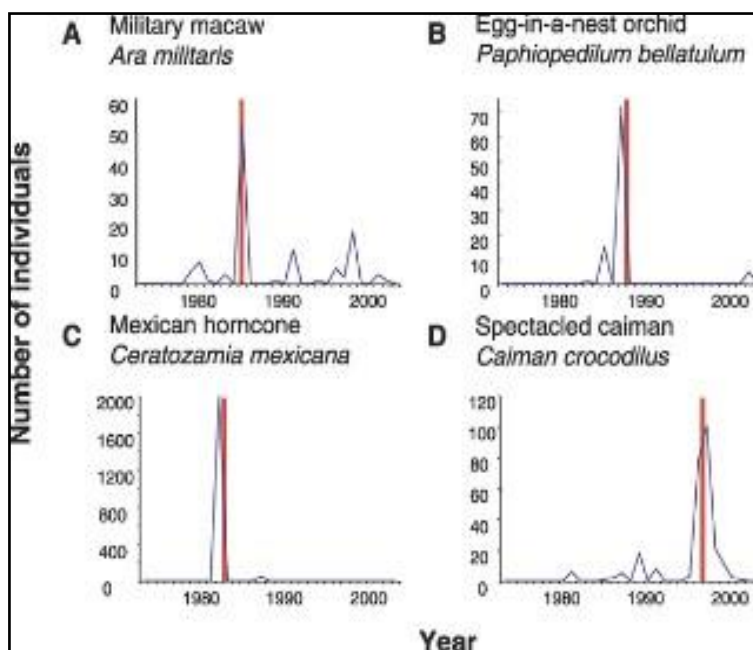 A Military macaw
Ara militaris
60
50
40
30
20
10
0
1980 1990 2000
B Egg-in-a-nest orchid
Paphiopedilum bellatulum
70
60
50
40
30
20
10
0
1980 1990 2000
C Mexican horncone
Ceratozamia mexicana
2000
1600
1200
800
400
0
1980 1990 2000
D Spectacled caiman
Caiman crocodilus
120
100
80
60
40
20
0
1980 1990 2000
Number of Individuals
Year